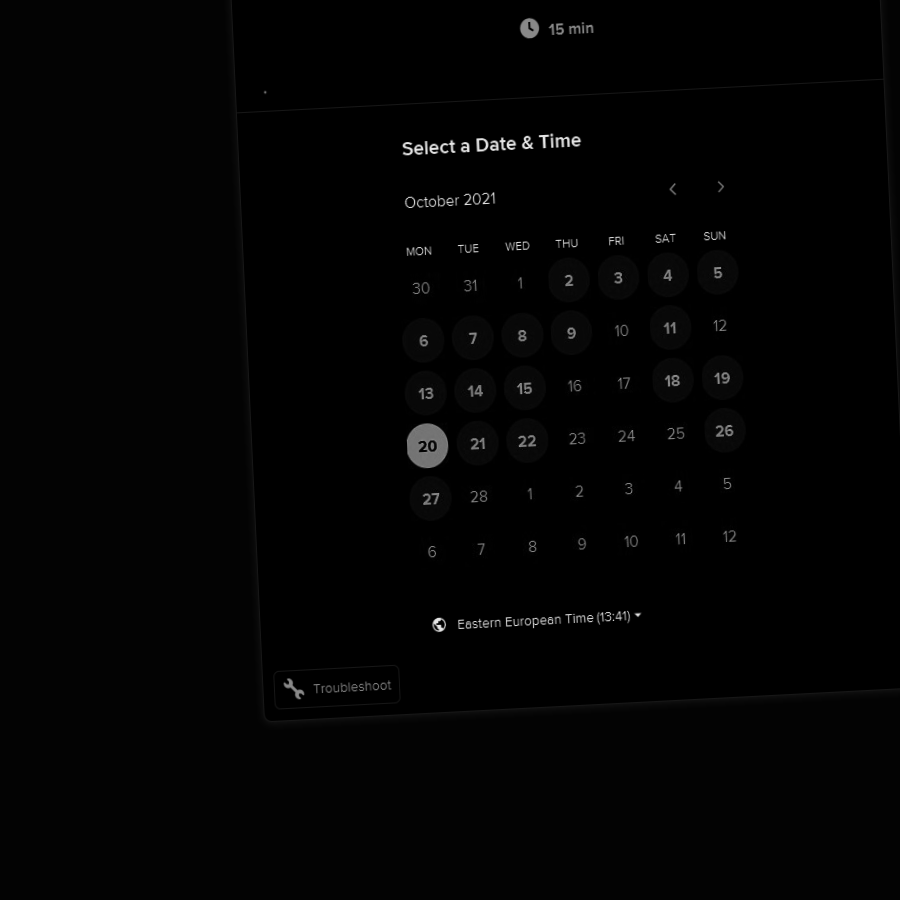 15 min
Select a Date & Time
October 2021
MON TUE WED THU FRI SAT SUN
30 31 1 2 3 4 5
6 7 8 9 10 11 12
13 14 15 16 17 18 19
20 21 22 23 24 25 26
27 28 1 2 3 4 5
6 7 8 9 10 11 12
Eastern European Time (13:41)
Troubleshoot